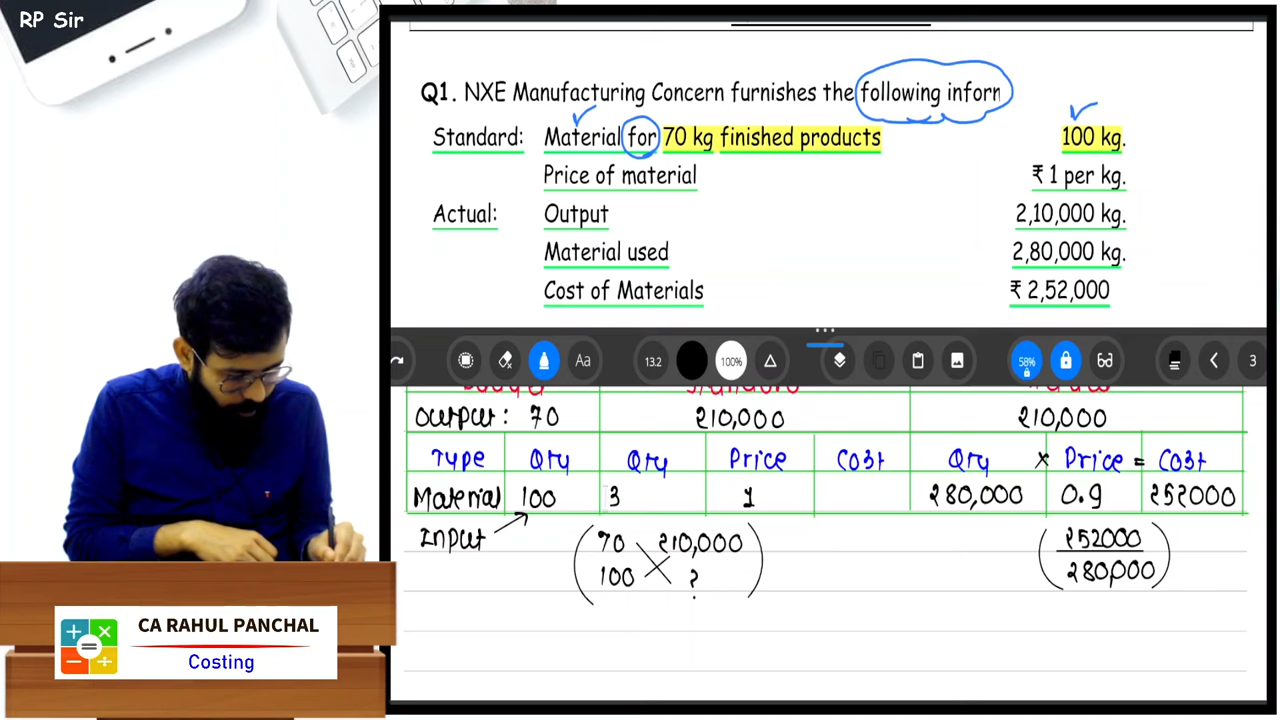 RP Sir
Q1. NXE Manufacturing Concern furnishes the following inforn
Standard: Material for 70 kg finished products 100 kg.
Price of material ₹ 1 per kg.
Actual: Output 2,10,000 kg.
Material used 2,80,000 kg.
Cost of Materials ₹ 2,52,000
Aa 13.2 100% 58% 3
Output: 70 210,000 210,000
Type Qty Qty Price Cost Qty × Price = Cost
Material 100 3 1 280,000 0.9 252000
Input
70 210,000 252000
100 ? 280,000
CA RAHUL PANCHAL
Costing